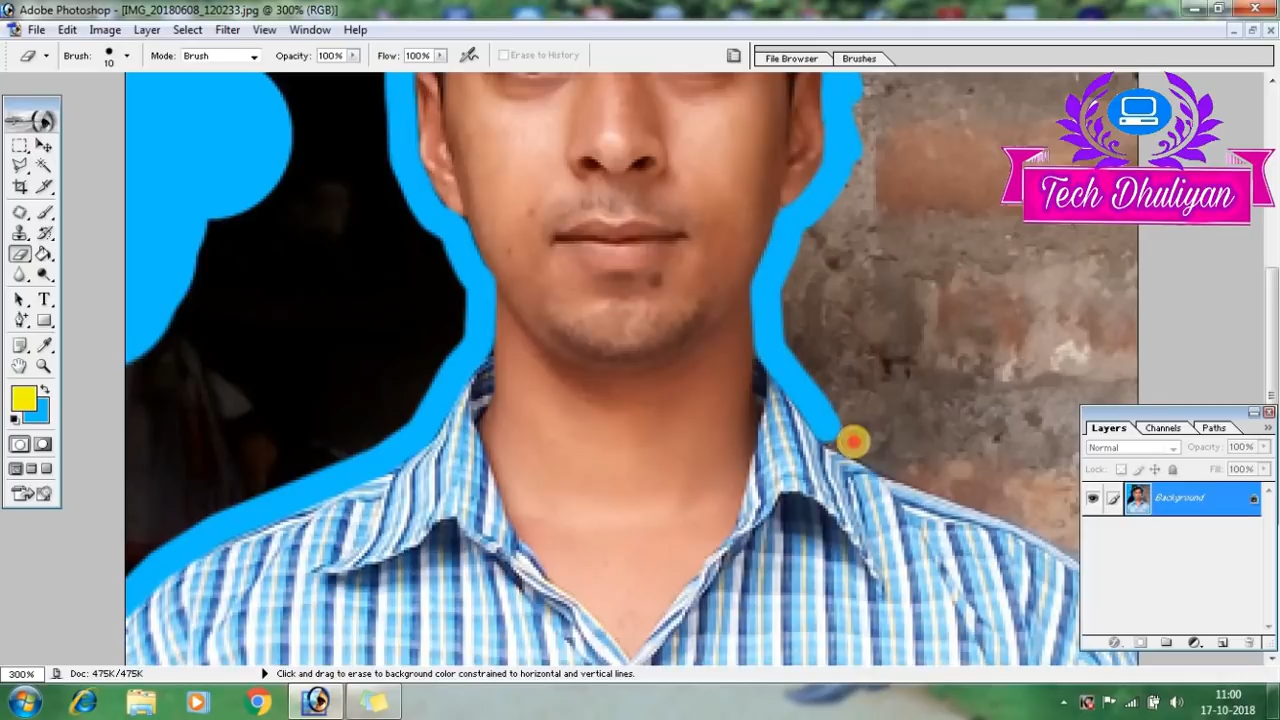 Adobe Photoshop - [IMG_20180608_120233.jpg @ 300% (RGB)]
File Edit Image Layer Select Filter View Window Help
Brush: 10 Mode: Brush Opacity: 100% Flow: 100% Erase to History File Browser Brushes
Tech Dhuliyan
Layers Channels Paths
Normal Opacity: 100%
Lock: Fill: 100%
Background
300% Doc: 475K/475K Click and drag to erase to background color constrained to horizontal and vertical lines.
11:00
17-10-2018